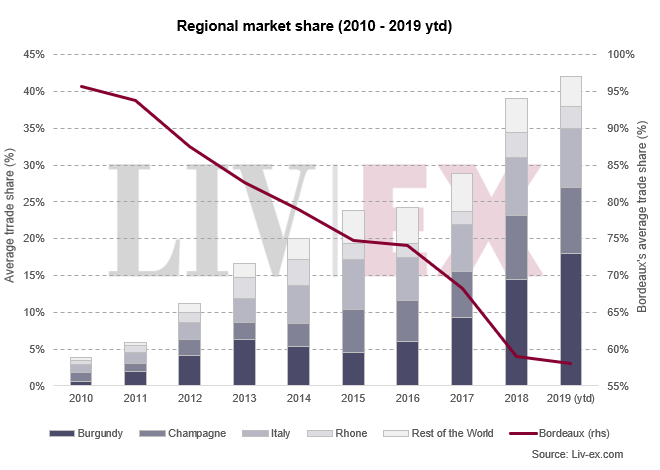 Regional market share (2010 - 2019 ytd)
45% 100%
40% 95%
35% 90%
30% 85%
25% 80%
20% 75%
15% 70%
10% 65%
5% 60%
0% 55%
Average trade share (%)
Bordeaux's average trade share (%)
LIV EX
2010 2011 2012 2013 2014 2015 2016 2017 2018 2019 (ytd)
Burgundy Champagne Italy Rhone Rest of the World Bordeaux (rhs)
Source: Liv-ex.com